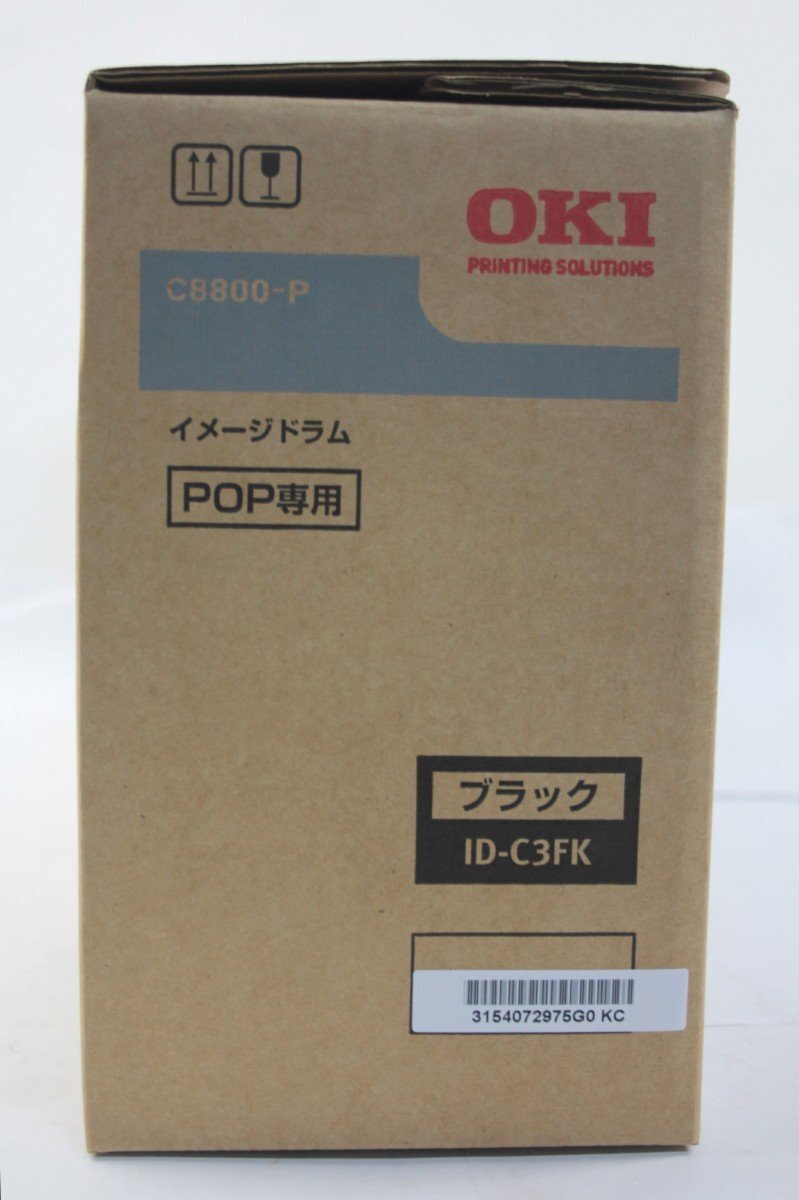 OKI
PRINTING SOLUTIONS
C8800-P
イメージドラム
POP専用
ブラック
ID-C3FK
3154072975G0 KC